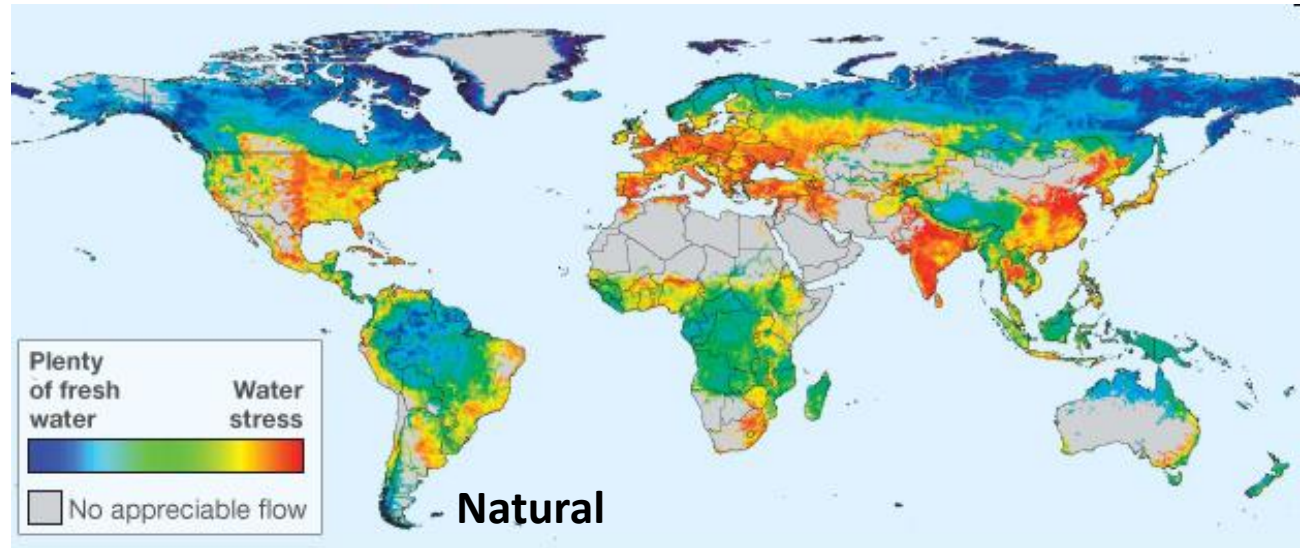 Plenty
of fresh
water
Water
stress
No appreciable flow
Natural